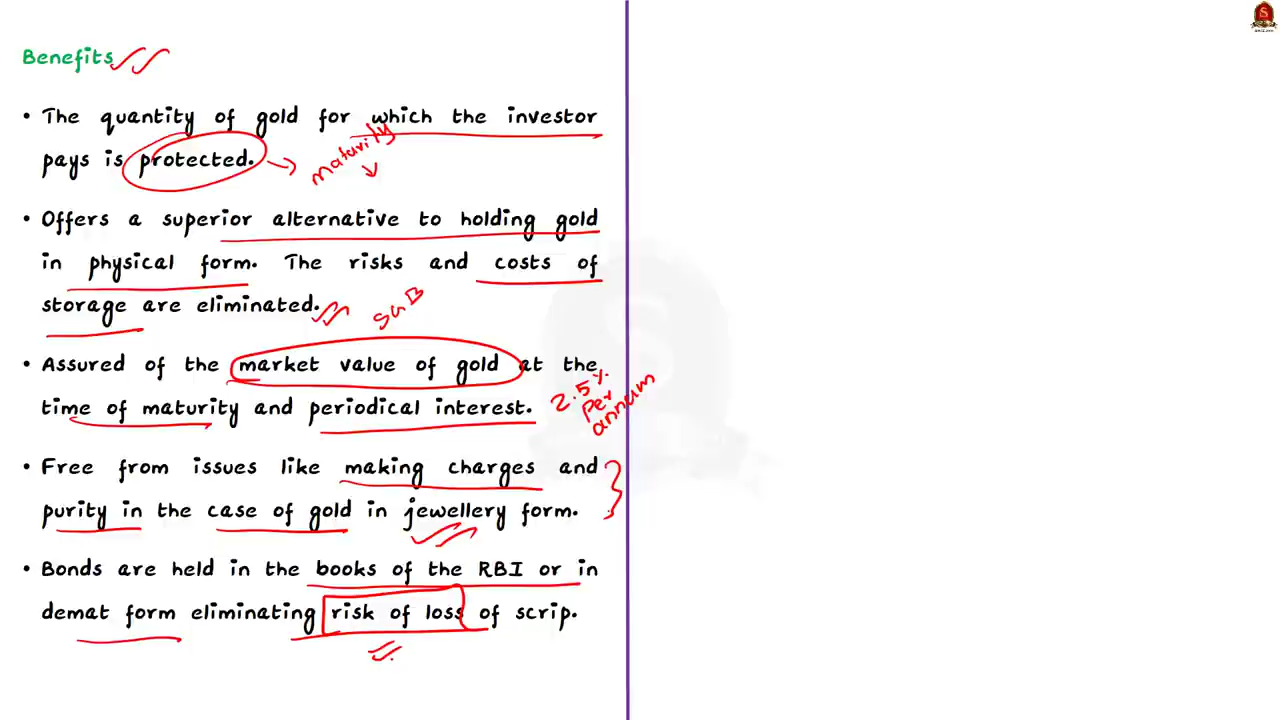 Benefits
• The quantity of gold for which the investor
pays is protected.
maturity
• Offers a superior alternative to holding gold
in physical form. The risks and costs of
storage are eliminated.
SGB
• Assured of the market value of gold at the
time of maturity and periodical interest.
2.5%
per
annum
• Free from issues like making charges and
purity in the case of gold in jewellery form.
• Bonds are held in the books of the RBI or in
demat form eliminating risk of loss of scrip.